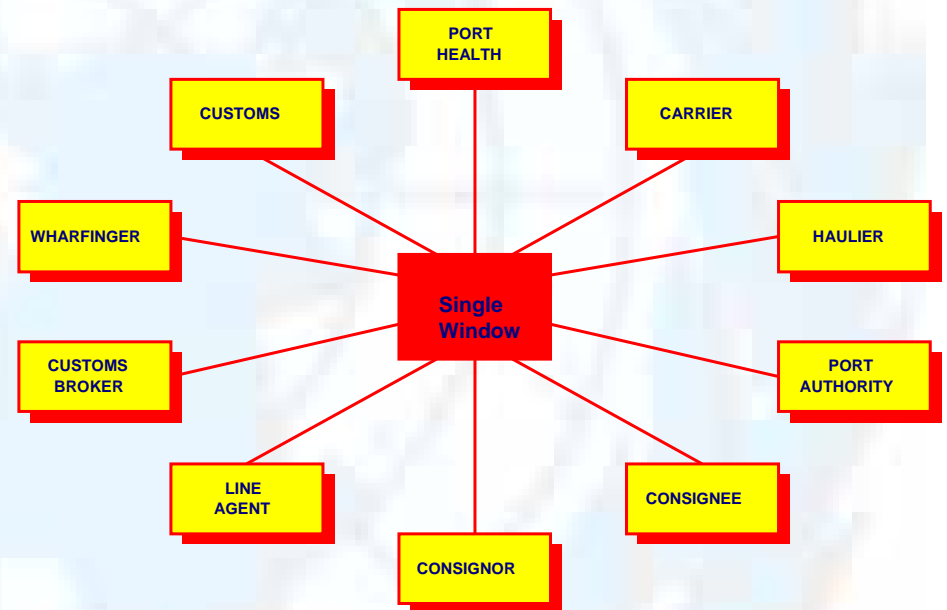 PORT
HEALTH
CUSTOMS
CARRIER
WHARFINGER
HAULIER
Single
Window
CUSTOMS
BROKER
PORT
AUTHORITY
LINE
AGENT
CONSIGNEE
CONSIGNOR